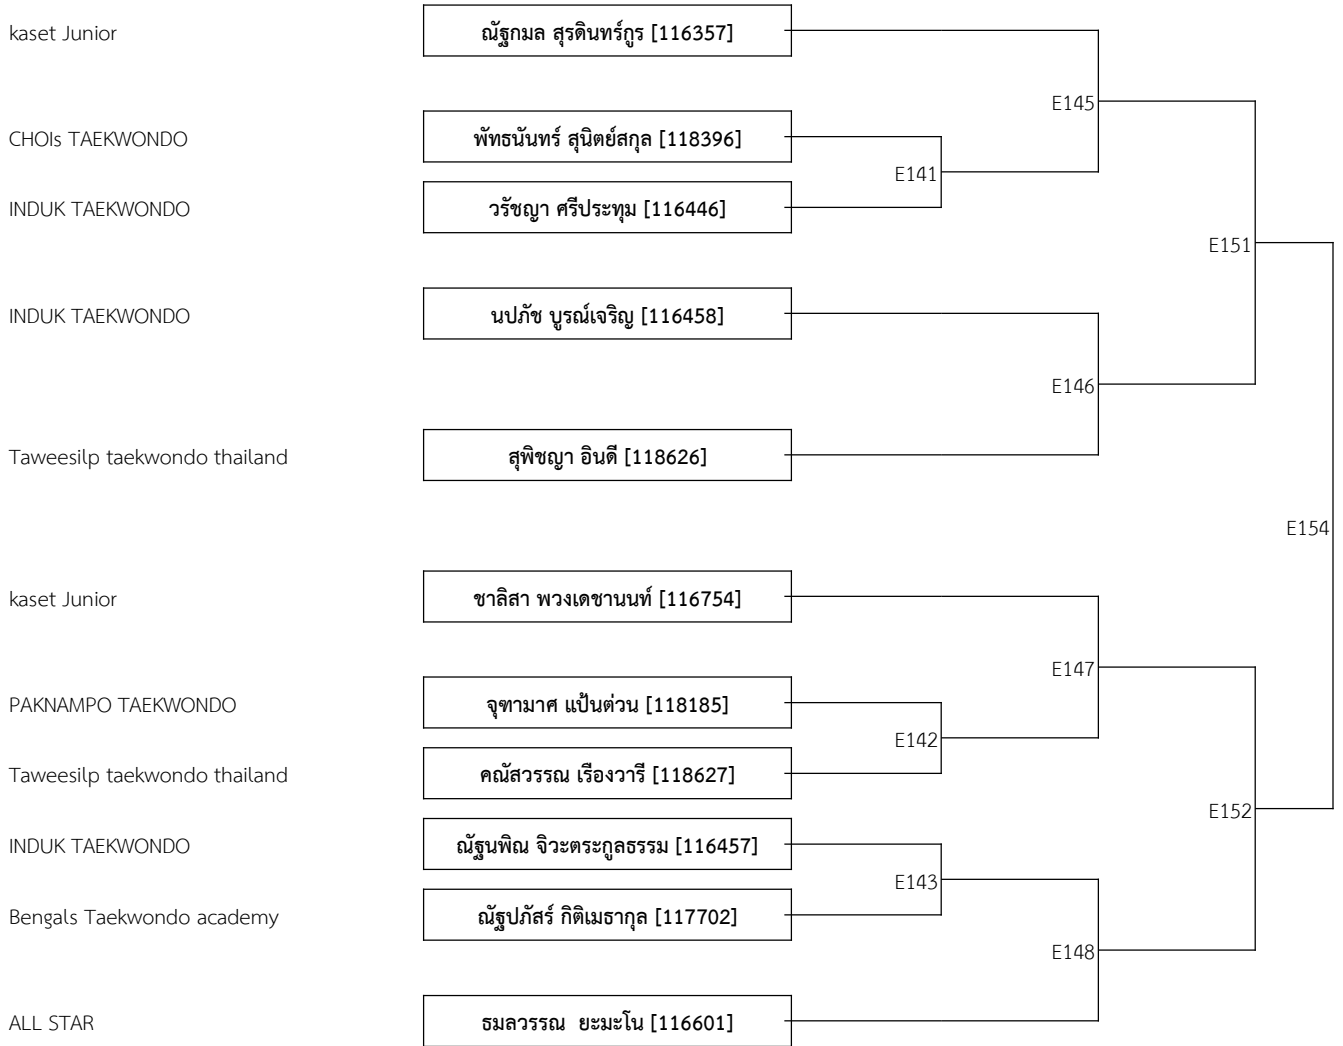 kaset Junior ณัฐกมล สุรดินทร์กูร [116357]
E145
CHOIs TAEKWONDO พัทธนันทร์ สุนิตย์สกุล [118396]
E141
INDUK TAEKWONDO วรัชญา ศรีประทุม [116446]
E151
INDUK TAEKWONDO นปภัช บูรณ์เจริญ [116458]
E146
Taweesilp taekwondo thailand สุพิชญา อินดี [118626]
E154
kaset Junior ชาลิสา พวงเดชานนท์ [116754]
E147
PAKNAMPO TAEKWONDO จุฑามาศ แป้นต่วน [118185]
E142
Taweesilp taekwondo thailand คณัสวรรณ เรืองวารี [118627]
E152
INDUK TAEKWONDO ณัฐนพิณ จิวะตระกูลธรรม [116457]
E143
Bengals Taekwondo academy ณัฐปภัสร์ กิติเมธากุล [117702]
E148
ALL STAR ธมลวรรณ ยะมะโน [116601]